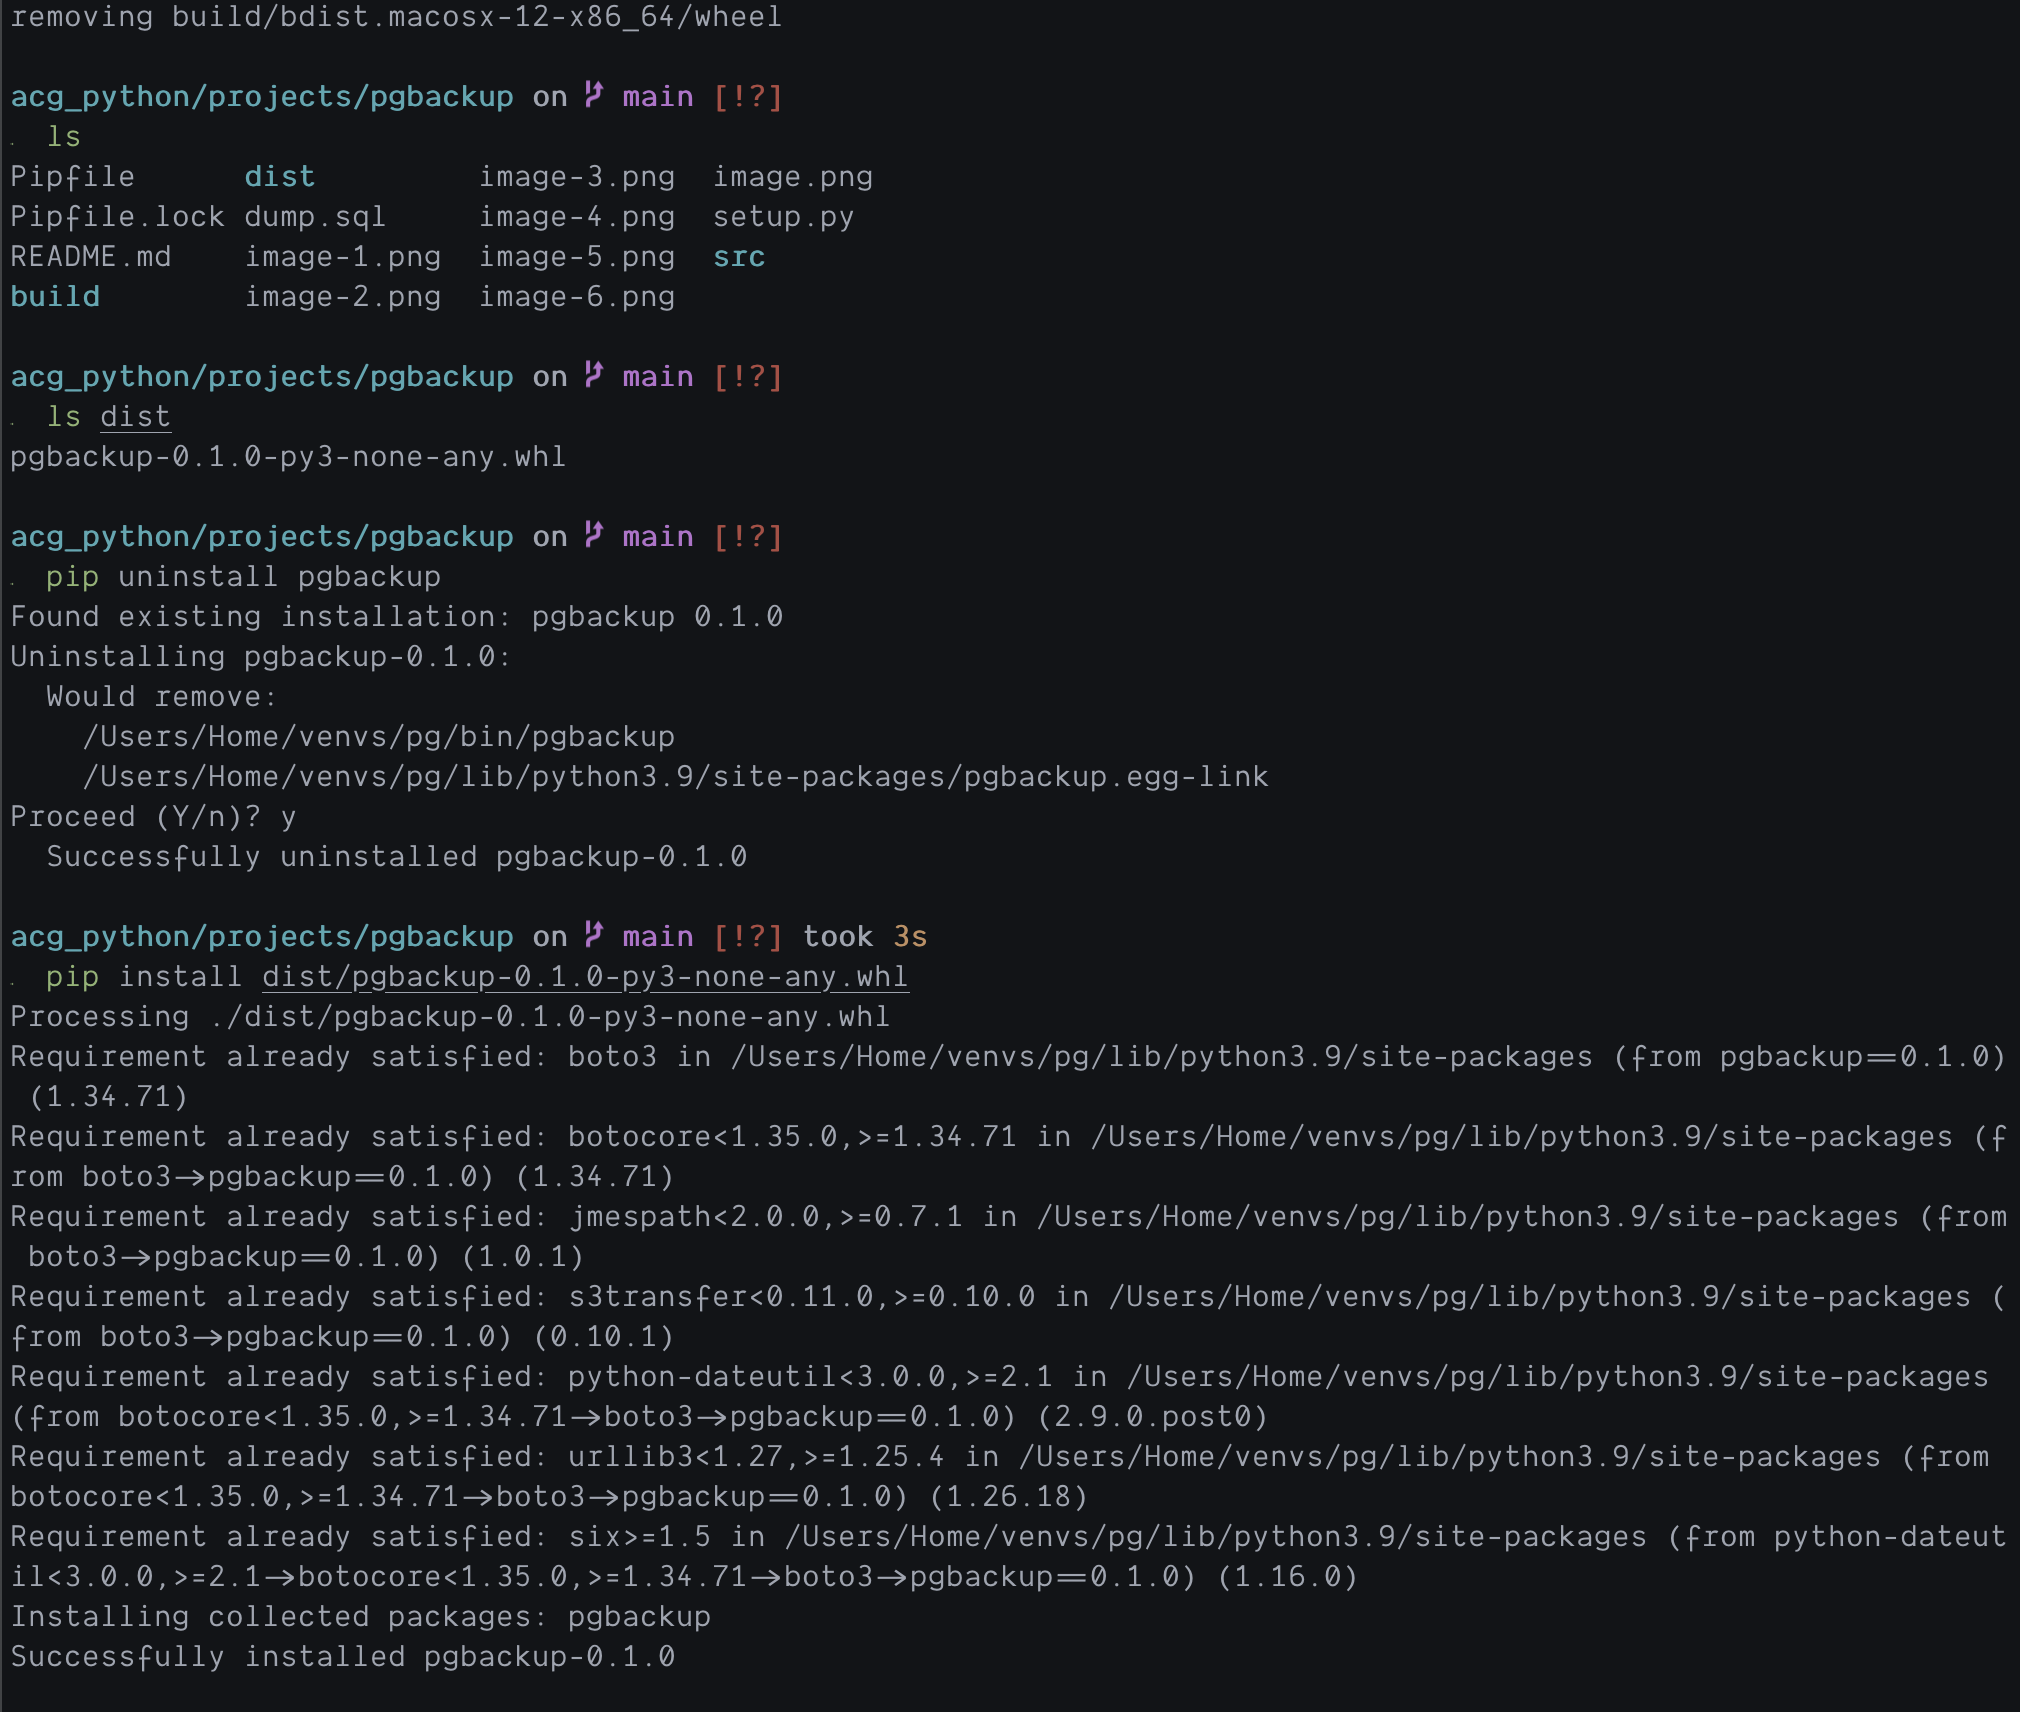 removing build/bdist.macosx-12-x86_64/wheel
acg_python/projects/pgbackup on main [!?]
ls
Pipfile dist image-3.png image.png
Pipfile.lock dump.sql image-4.png setup.py
README.md image-1.png image-5.png src
build image-2.png image-6.png
acg_python/projects/pgbackup on main [!?]
ls dist
pgbackup-0.1.0-py3-none-any.whl
acg_python/projects/pgbackup on main [!?]
pip uninstall pgbackup
Found existing installation: pgbackup 0.1.0
Uninstalling pgbackup-0.1.0:
Would remove:
/Users/Home/venvs/pg/bin/pgbackup
/Users/Home/venvs/pg/lib/python3.9/site-packages/pgbackup.egg-link
Proceed (Y/n)? y
Successfully uninstalled pgbackup-0.1.0
acg_python/projects/pgbackup on main [!?] took 3s
pip install dist/pgbackup-0.1.0-py3-none-any.whl
Processing ./dist/pgbackup-0.1.0-py3-none-any.whl
Requirement already satisfied: boto3 in /Users/Home/venvs/pg/lib/python3.9/site-packages (from pgbackup==0.1.0)
(1.34.71)
Requirement already satisfied: botocore<1.35.0,>=1.34.71 in /Users/Home/venvs/pg/lib/python3.9/site-packages (f
rom boto3->pgbackup==0.1.0) (1.34.71)
Requirement already satisfied: jmespath<2.0.0,>=0.7.1 in /Users/Home/venvs/pg/lib/python3.9/site-packages (from
boto3->pgbackup==0.1.0) (1.0.1)
Requirement already satisfied: s3transfer<0.11.0,>=0.10.0 in /Users/Home/venvs/pg/lib/python3.9/site-packages (
from boto3->pgbackup==0.1.0) (0.10.1)
Requirement already satisfied: python-dateutil<3.0.0,>=2.1 in /Users/Home/venvs/pg/lib/python3.9/site-packages
(from botocore<1.35.0,>=1.34.71->boto3->pgbackup==0.1.0) (2.9.0.post0)
Requirement already satisfied: urllib3<1.27,>=1.25.4 in /Users/Home/venvs/pg/lib/python3.9/site-packages (from
botocore<1.35.0,>=1.34.71->boto3->pgbackup==0.1.0) (1.26.18)
Requirement already satisfied: six>=1.5 in /Users/Home/venvs/pg/lib/python3.9/site-packages (from python-dateut
il<3.0.0,>=2.1->botocore<1.35.0,>=1.34.71->boto3->pgbackup==0.1.0) (1.16.0)
Installing collected packages: pgbackup
Successfully installed pgbackup-0.1.0